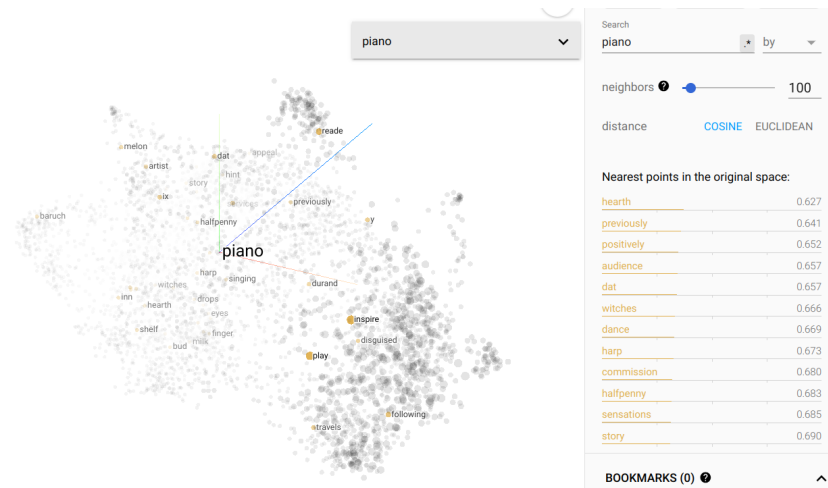 piano
reade
melon
dat
appeal
artist
hint
story
ix
previously
baruch
halfpenny
y
piano
harp
singing
witches
durand
inn
drops
hearth
eyes
inspire
shelf
finger
disguised
milk
bud
play
following
travels
Search
piano .* by
neighbors ? 100
distance COSINE EUCLIDEAN
Nearest points in the original space:
hearth 0.627
previously 0.641
positively 0.652
audience 0.657
dat 0.657
witches 0.666
dance 0.669
harp 0.673
commission 0.680
halfpenny 0.683
sensations 0.685
story 0.690
BOOKMARKS (0) ?